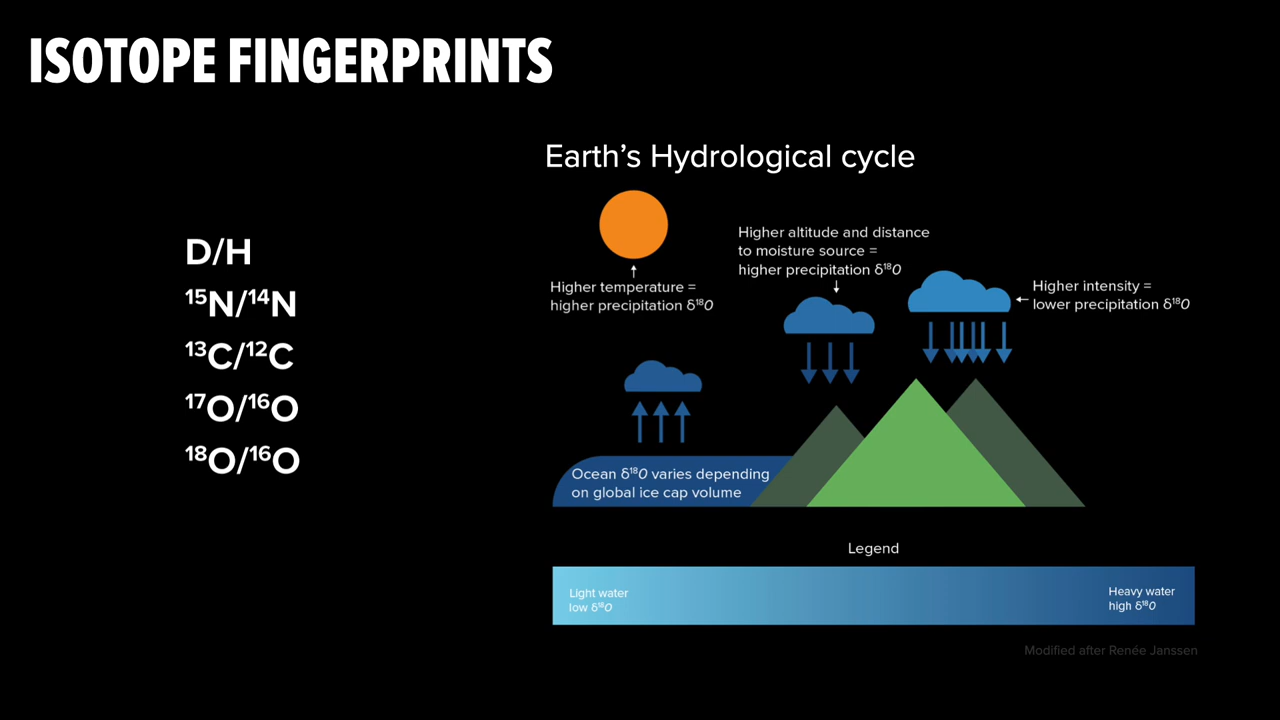 ISOTOPE FINGERPRINTS
Earth's Hydrological cycle
D/H
¹⁵N/¹⁴N
¹³C/¹²C
¹⁷O/¹⁶O
¹⁸O/¹⁶O
Higher temperature =
higher precipitation δ¹⁸O
Higher altitude and distance
to moisture source =
higher precipitation δ¹⁸O
Higher intensity =
lower precipitation δ¹⁸O
Ocean δ¹⁸O varies depending
on global ice cap volume
Legend
Light water
low δ¹⁸O
Heavy water
high δ¹⁸O
Modified after Renée Janssen